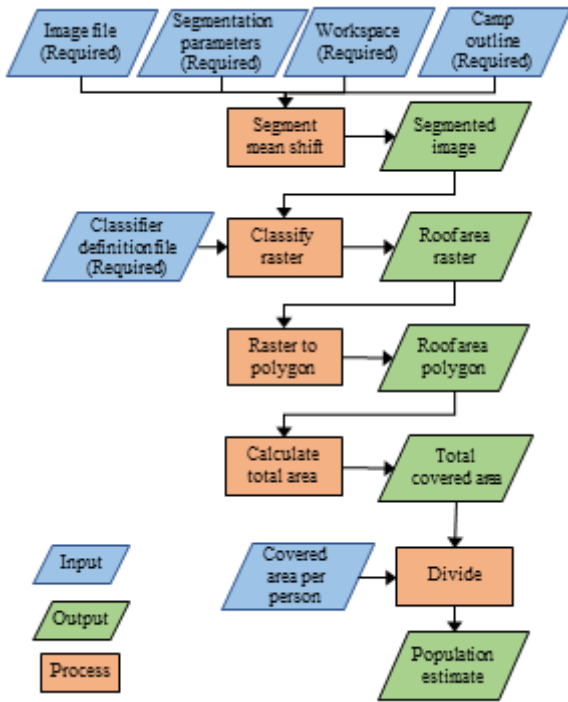 Image file
(Required)
Segmentation
parameters
(Required)
Workspace
(Required)
Camp
outline
(Required)
Segment
mean shift
Segmented
image
Classifier
definition file
(Required)
Classify
raster
Roof area
raster
Raster to
polygon
Roof area
polygon
Calculate
total area
Total
covered area
Input
Covered
area per
person
Divide
Output
Process
Population
estimate